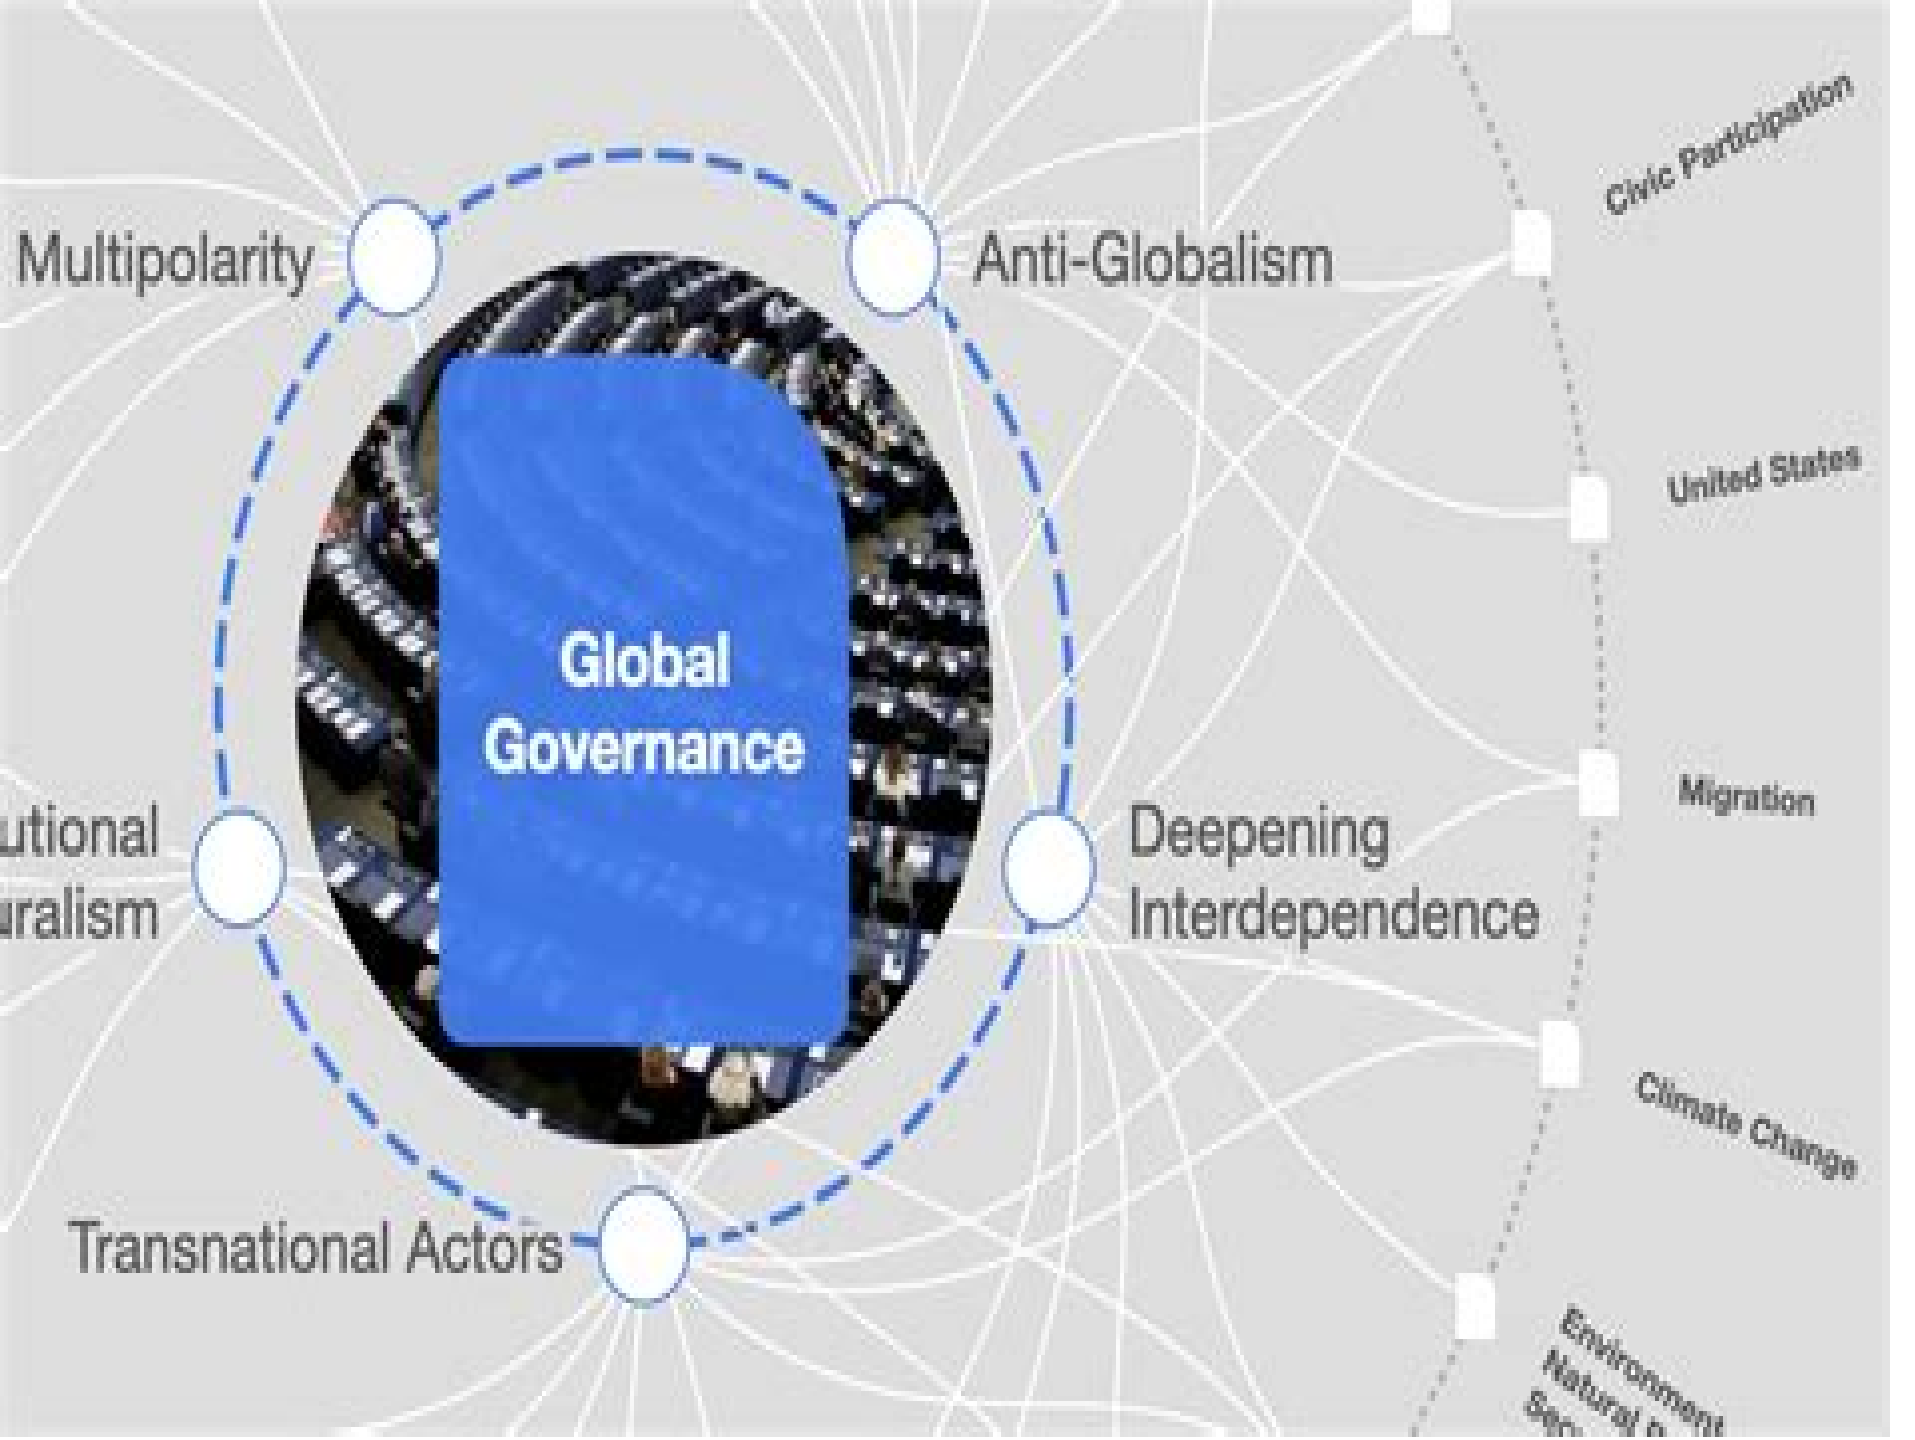 Civic Participation
Multipolarity
Anti-Globalism
United States
Global
Governance
Migration
utional
uralism
Deepening
Interdependence
Climate Change
Transnational Actors
Environment
Natural